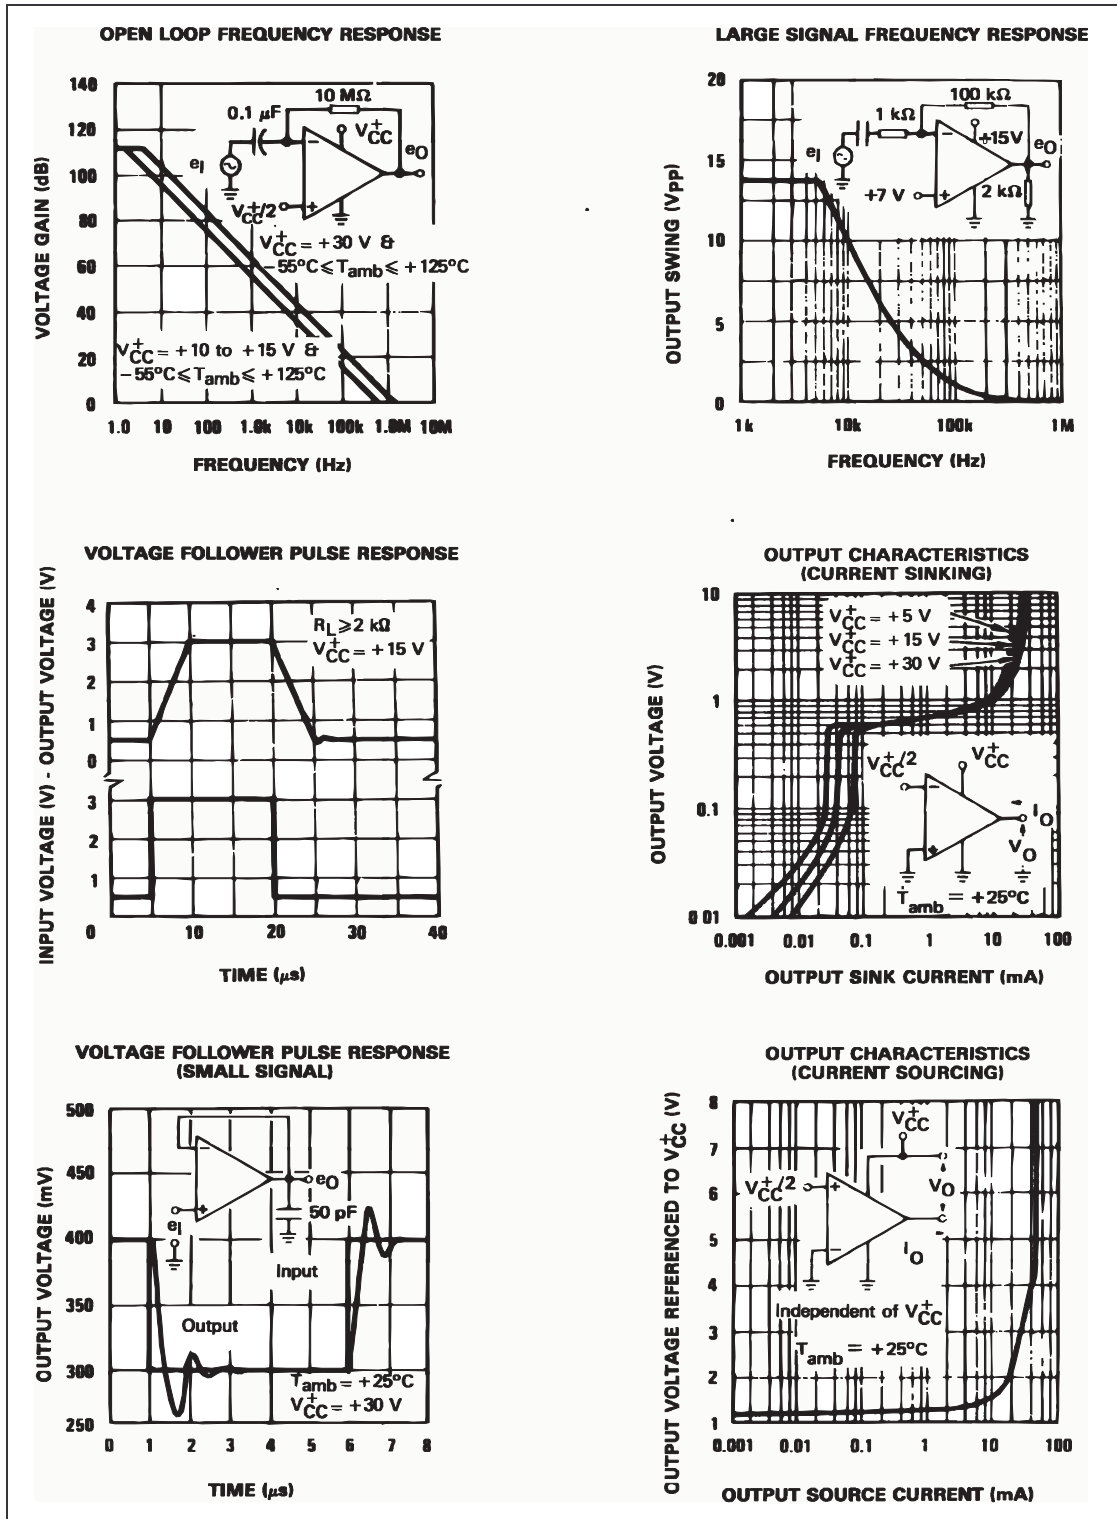 OPEN LOOP FREQUENCY RESPONSE
VOLTAGE GAIN (dB)
140
120
100
80
60
40
20
0
0.1 μF
10 MΩ
V+CC
eI
eO
V+CC/2
V+CC = +30 V &
-55°C ≤ Tamb ≤ +125°C
V+CC = +10 to +15 V &
-55°C ≤ Tamb ≤ +125°C
1.0 10 100 1.0k 10k 100k 1.0M 10M
FREQUENCY (Hz)
LARGE SIGNAL FREQUENCY RESPONSE
OUTPUT SWING (Vpp)
20
15
10
5
0
100 kΩ
1 kΩ
+15V
eI
eO
+7 V
2 kΩ
1k 10k 100k 1M
FREQUENCY (Hz)
VOLTAGE FOLLOWER PULSE RESPONSE
INPUT VOLTAGE (V) - OUTPUT VOLTAGE (V)
4
3
2
1
0
3
2
1
RL ≥ 2 kΩ
V+CC = +15 V
0 10 20 30 40
TIME (μs)
OUTPUT CHARACTERISTICS
(CURRENT SINKING)
OUTPUT VOLTAGE (V)
10
1
0.1
0.01
V+CC = +5 V
V+CC = +15 V
V+CC = +30 V
V+CC/2
V+CC
IO
VO
Tamb = +25°C
0.001 0.01 0.1 1 10 100
OUTPUT SINK CURRENT (mA)
VOLTAGE FOLLOWER PULSE RESPONSE
(SMALL SIGNAL)
OUTPUT VOLTAGE (mV)
500
450
400
350
300
250
eO
50 pF
eI
Input
Output
Tamb = +25°C
V+CC = +30 V
0 1 2 3 4 5 6 7 8
TIME (μs)
OUTPUT CHARACTERISTICS
(CURRENT SOURCING)
OUTPUT VOLTAGE REFERENCED TO V+CC (V)
8
7
6
5
4
3
2
1
V+CC
V+CC/2
VO
IO
Independent of V+CC
Tamb = +25°C
0.001 0.01 0.1 1 10 100
OUTPUT SOURCE CURRENT (mA)